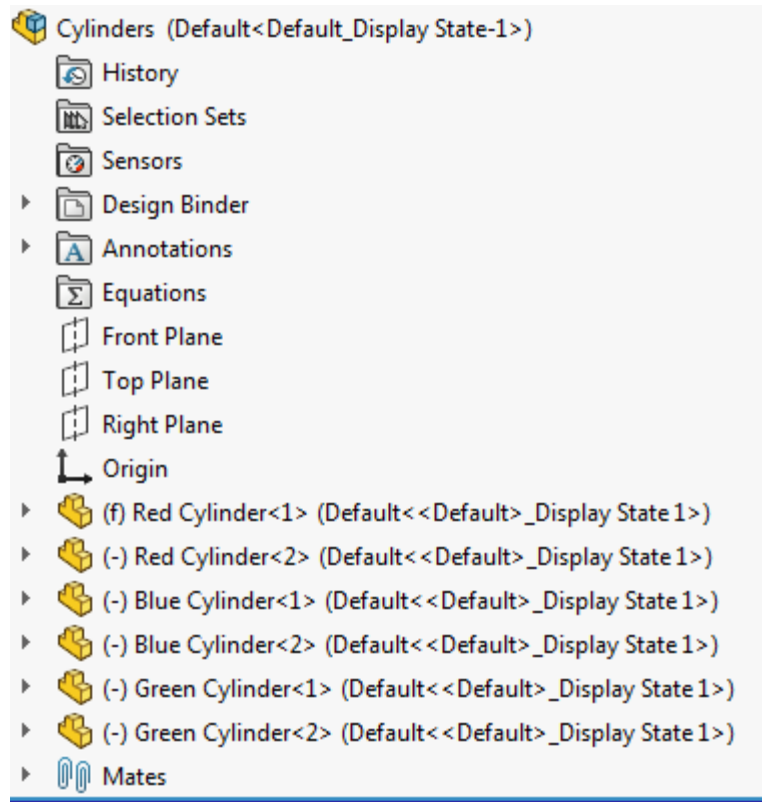 Cylinders (Default<Default_Display State-1>)
History
Selection Sets
Sensors
Design Binder
A Annotations
Σ Equations
Front Plane
Top Plane
Right Plane
Origin
(f) Red Cylinder<1> (Default<<Default>_Display State 1>)
(-) Red Cylinder<2> (Default<<Default>_Display State 1>)
(-) Blue Cylinder<1> (Default<<Default>_Display State 1>)
(-) Blue Cylinder<2> (Default<<Default>_Display State 1>)
(-) Green Cylinder<1> (Default<<Default>_Display State 1>)
(-) Green Cylinder<2> (Default<<Default>_Display State 1>)
Mates